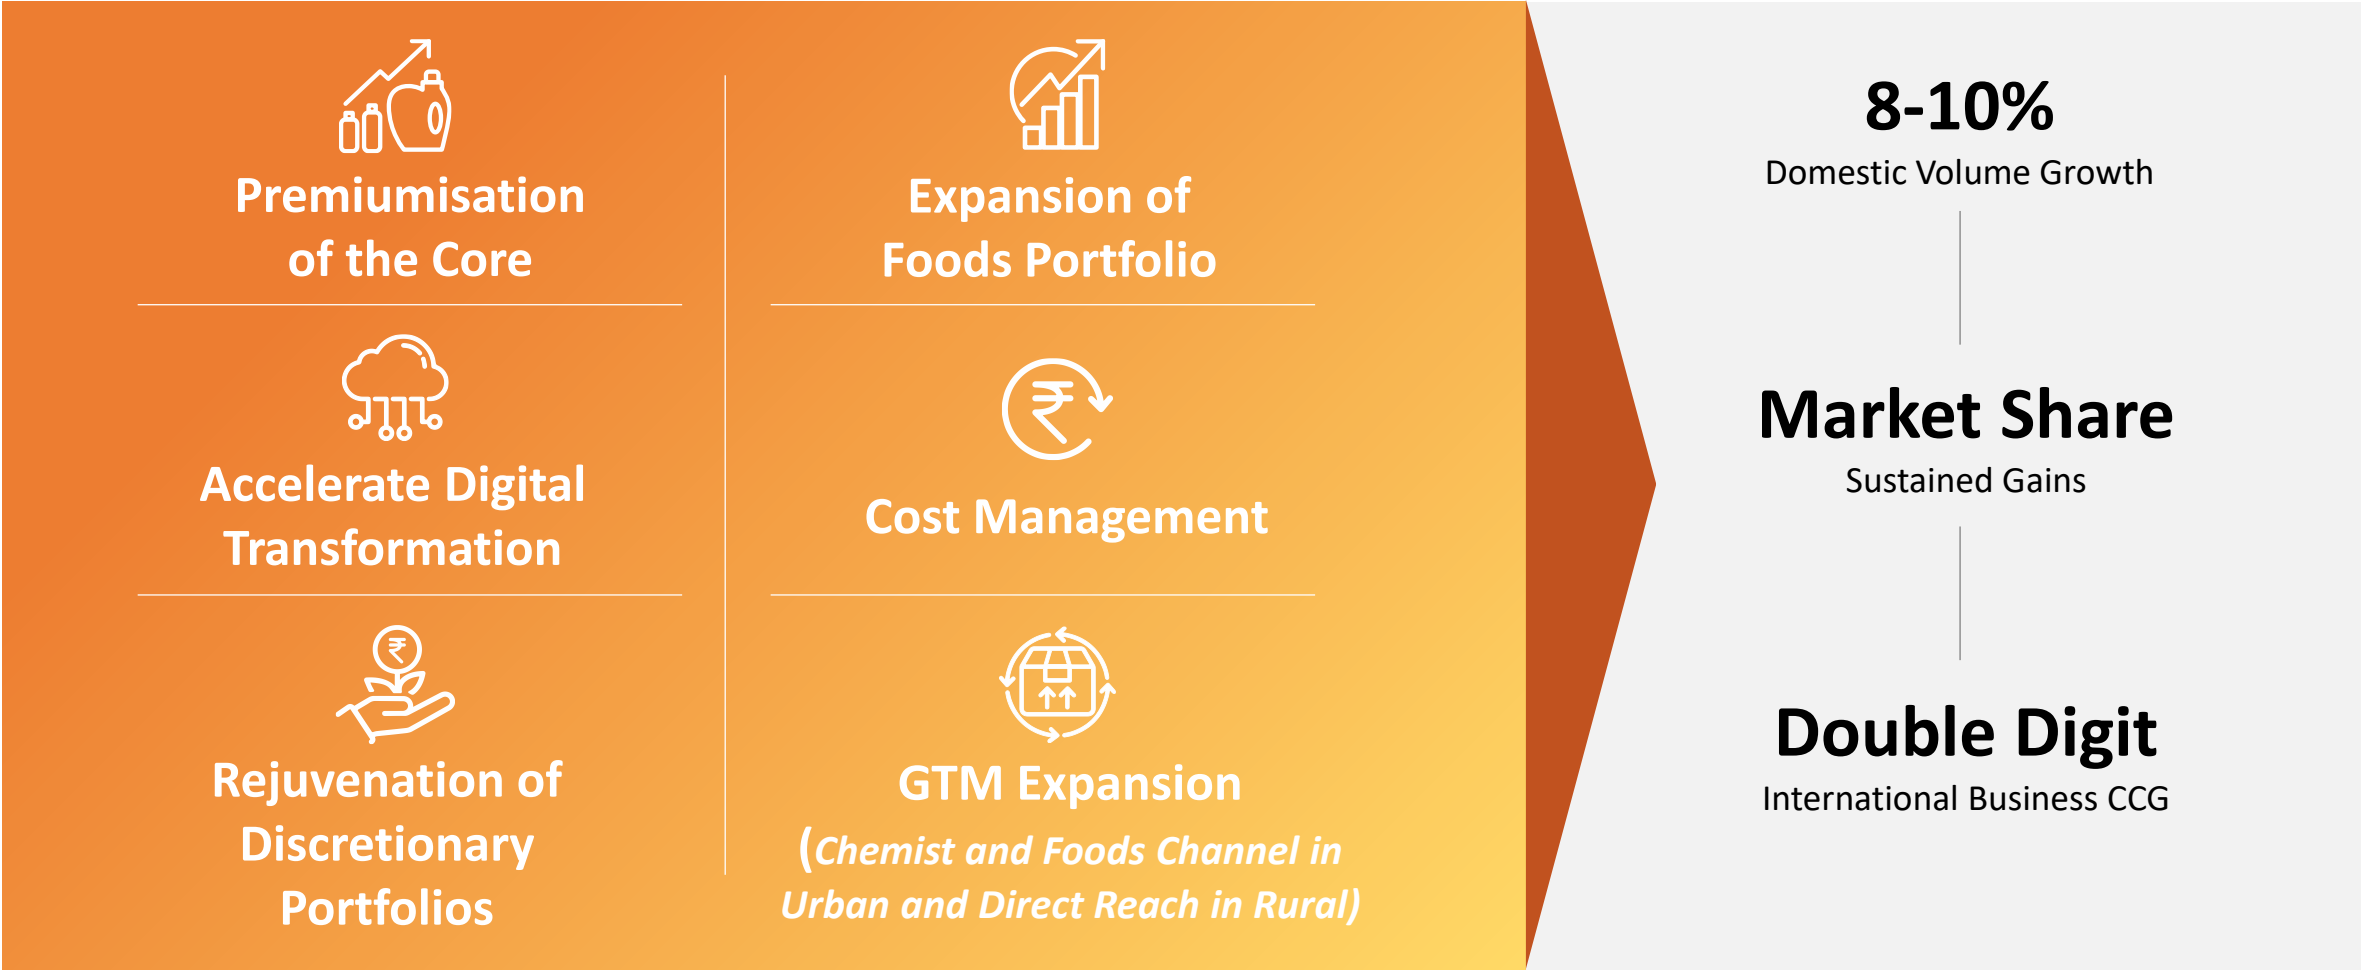 Premiumisation
of the Core
Expansion of
Foods Portfolio
Accelerate Digital
Transformation
₹
Cost Management
₹
Rejuvenation of
Discretionary
Portfolios
GTM Expansion
(Chemist and Foods Channel in
Urban and Direct Reach in Rural)
8-10%
Domestic Volume Growth
Market Share
Sustained Gains
Double Digit
International Business CCG